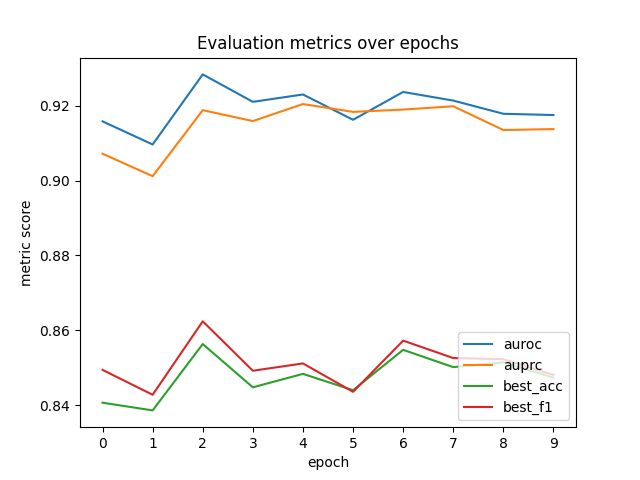 Evaluation metrics over epochs
metric score
0.92
0.90
0.88
0.86
0.84
auroc
auprc
best_acc
best_f1
0 1 2 3 4 5 6 7 8 9
epoch